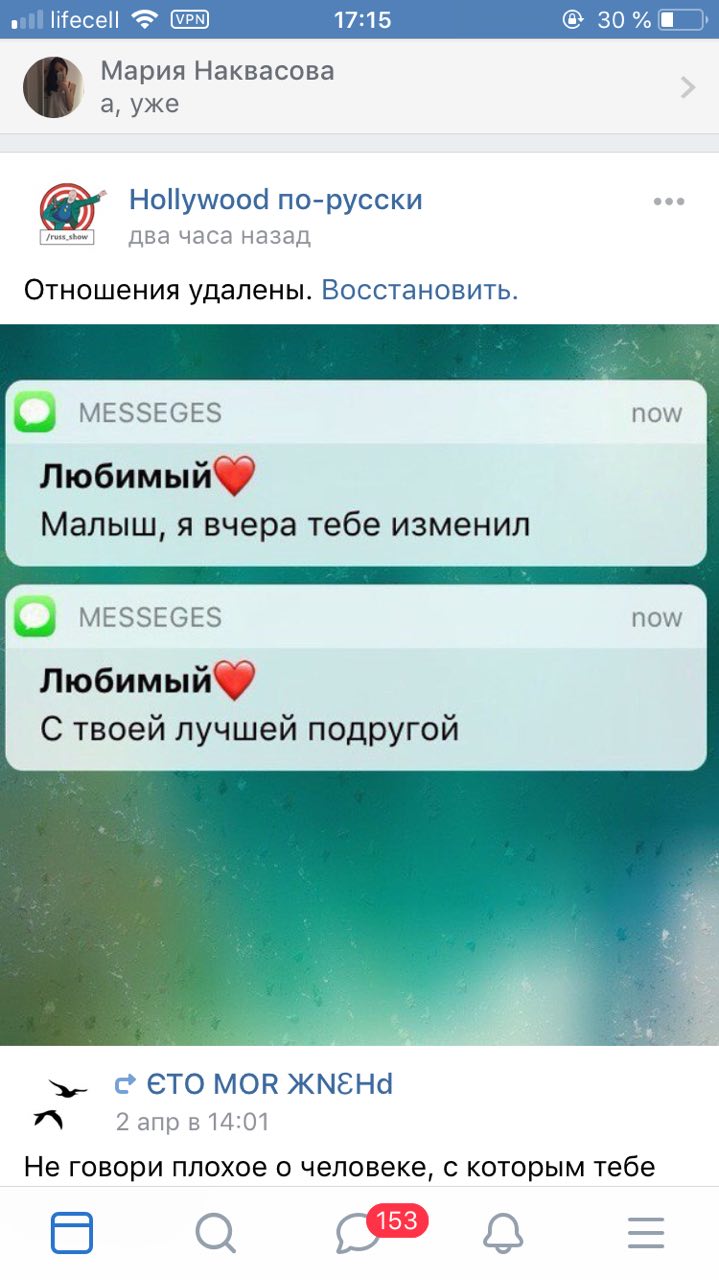 lifecell VPN 17:15 30 %
Мария Наквасова
а, уже
/russ_show
Hollywood по-русски
два часа назад
Отношения удалены. Восстановить.
MESSEGES now
Любимый❤️
Малыш, я вчера тебе изменил
MESSEGES now
Любимый❤️
С твоей лучшей подругой
ЄТО MOR ЖNƐHd
2 апр в 14:01
Не говори плохое о человеке, с которым тебе
153